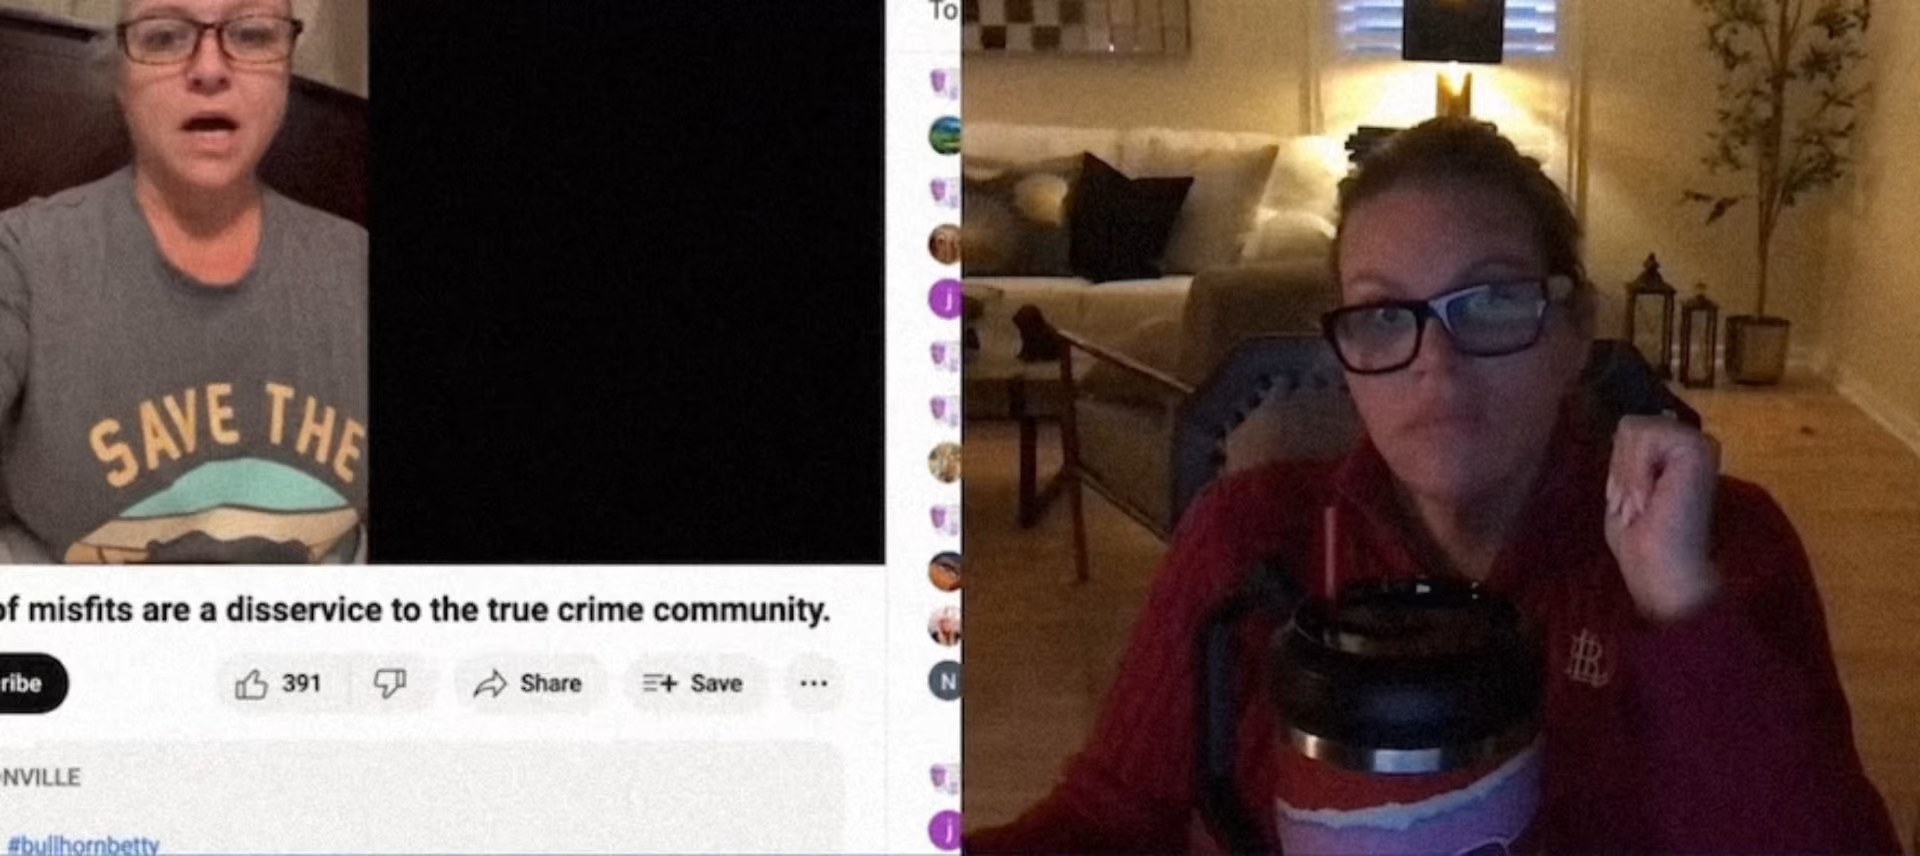 To
SAVE THE
of misfits are a disservice to the true crime community.
ribe
391
Share
Save
NVILLE
#bullhornbetty
j
N
j